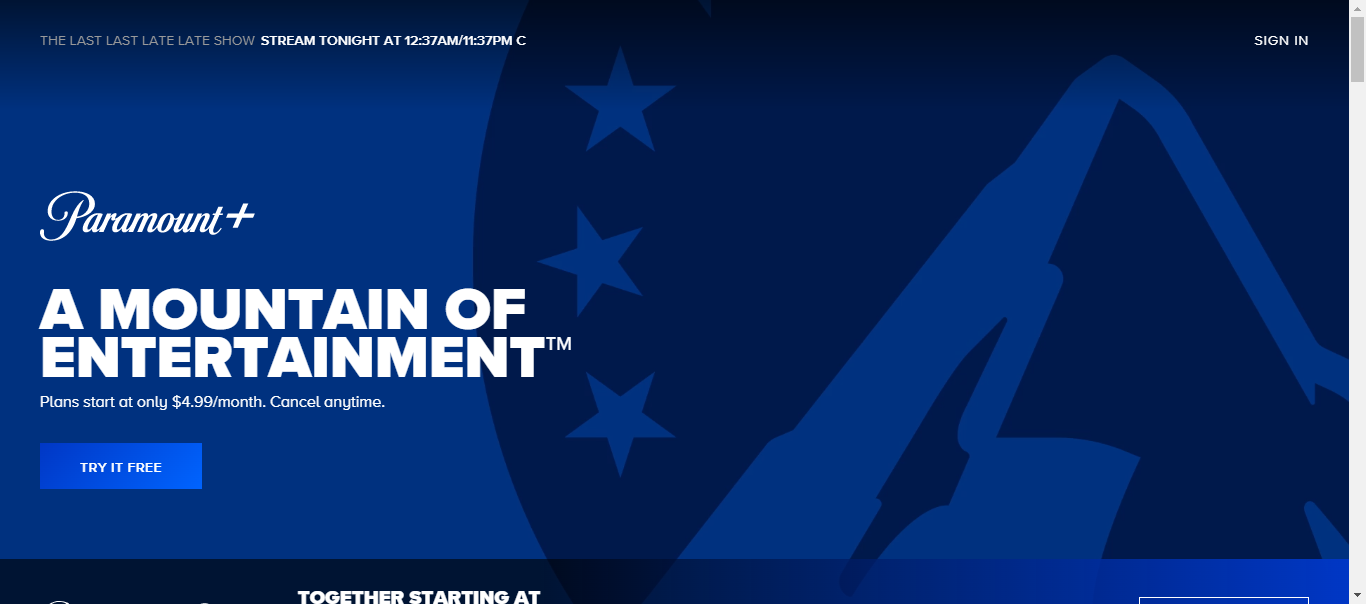 THE LAST LAST LATE LATE SHOW STREAM TONIGHT AT 12:37AM/11:37PM C
SIGN IN
Paramount+
A MOUNTAIN OF
ENTERTAINMENT™
Plans start at only $4.99/month. Cancel anytime.
TRY IT FREE
TOGETHER STARTING AT